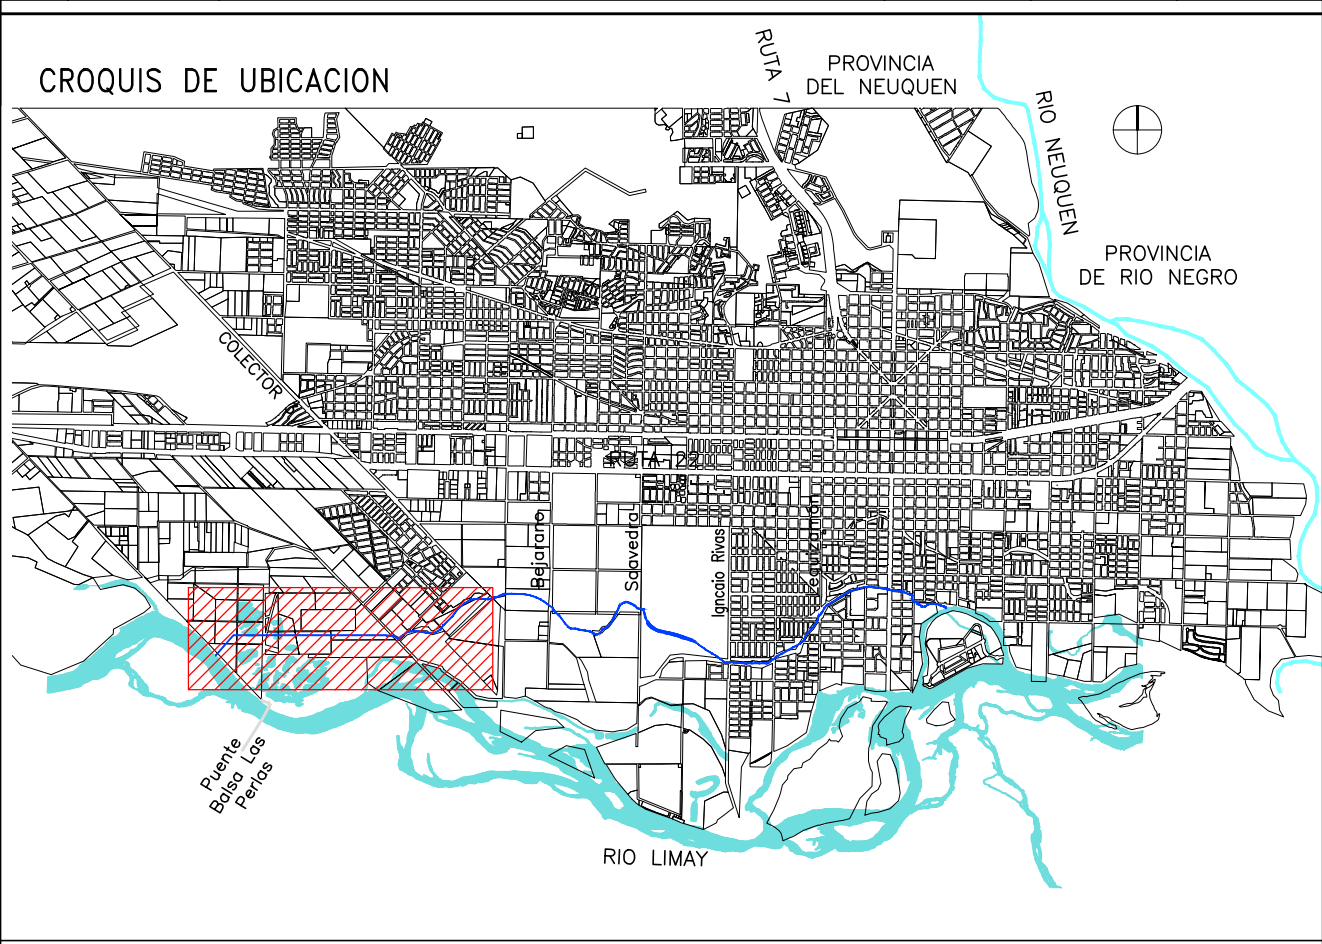 CROQUIS DE UBICACION
RUTA 7
PROVINCIA
DEL NEUQUEN
RIO NEUQUEN
PROVINCIA
DE RIO NEGRO
COLECTOR
RUTA 22
Bejarano
Saavedra
Igncaio Rivas
Puente
Balsa Las
Perlas
RIO LIMAY